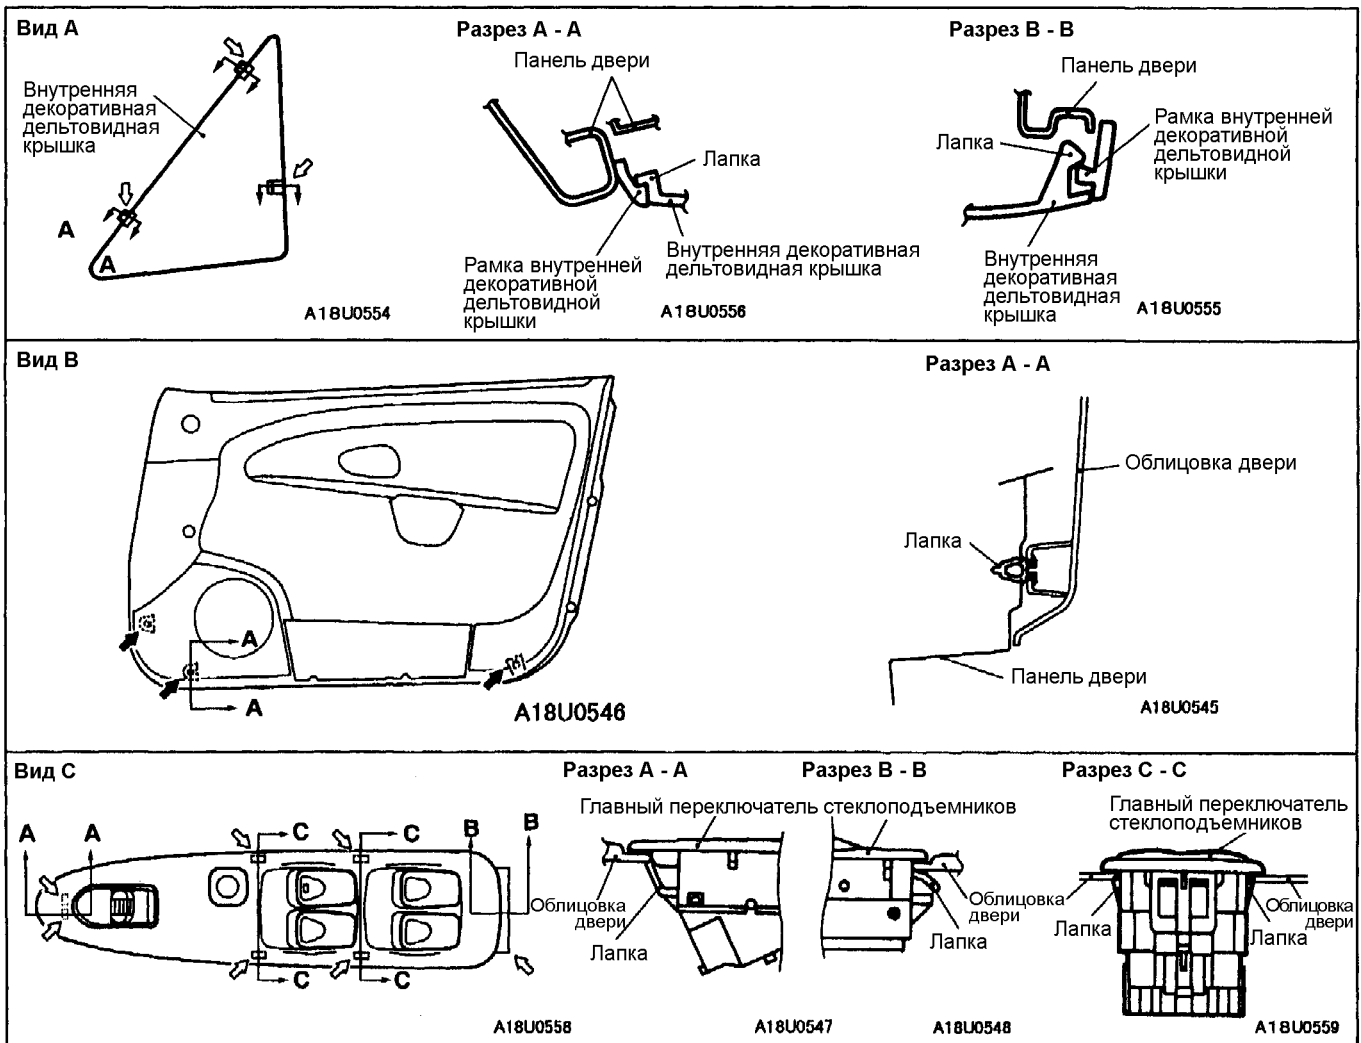 Вид А
Разрез А - А
Разрез В - В
Внутренняя
декоративная
дельтовидная
крышка
А
А
A18U0554
Панель двери
Лапка
Рамка внутренней
декоративной
дельтовидной
крышки
Внутренняя декоративная
дельтовидная крышка
A18U0556
Панель двери
Лапка
Рамка внутренней
декоративной
дельтовидной
крышки
Внутренняя
декоративная
дельтовидная
крышка
A18U0555
Вид В
Разрез А - А
А
А
A18U0546
Облицовка двери
Лапка
Панель двери
A18U0545
Вид С
Разрез А - А
Разрез В - В
Разрез С - С
А
А
С
С
В
В
С
С
A18U0558
Главный переключатель стеклоподъемников
Облицовка
двери
Лапка
A18U0547
Облицовка
двери
Лапка
A18U0548
Главный переключатель
стеклоподъемников
Лапка
Облицовка
двери
Лапка
A18U0559